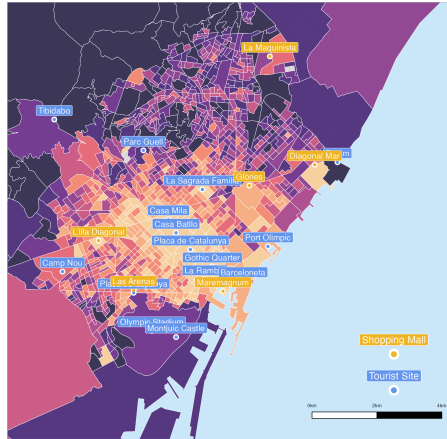 La Maquinista
Tibidabo
Parc Guell
Diagonal Mar
La Sagrada Familia
Glories
Casa Mila
Casa Batllo
L'illa Diagonal
Placa de Catalunya
Port Olimpic
Gothic Quarter
Camp Nou
La Ramb
Barceloneta
Las Arenas
Maremagnum
Olympic Stadium
Montjuic Castle
Shopping Mall
Tourist Site
0km
2km
4km